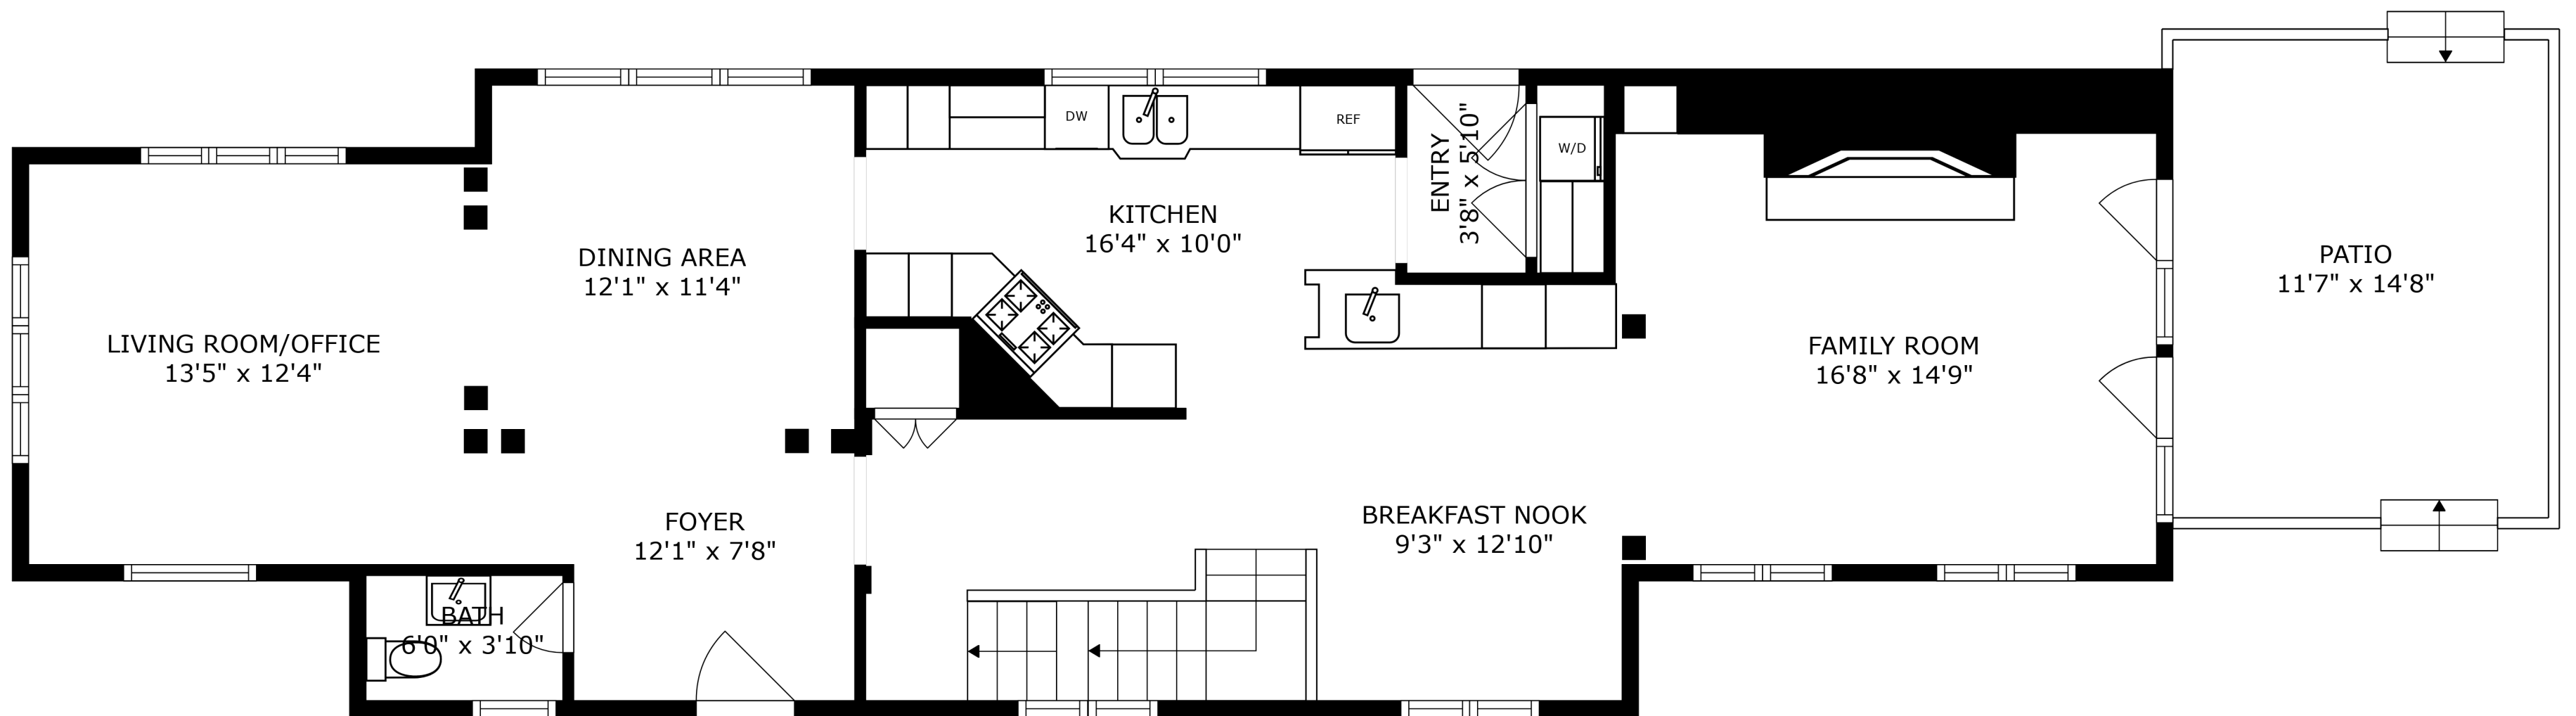 DW
REF
W/D
ENTRY
3'8" x 5'10"
KITCHEN
16'4" x 10'0"
DINING AREA
12'1" x 11'4"
PATIO
11'7" x 14'8"
LIVING ROOM/OFFICE
13'5" x 12'4"
FAMILY ROOM
16'8" x 14'9"
FOYER
12'1" x 7'8"
BREAKFAST NOOK
9'3" x 12'10"
BATH
6'0" x 3'10"